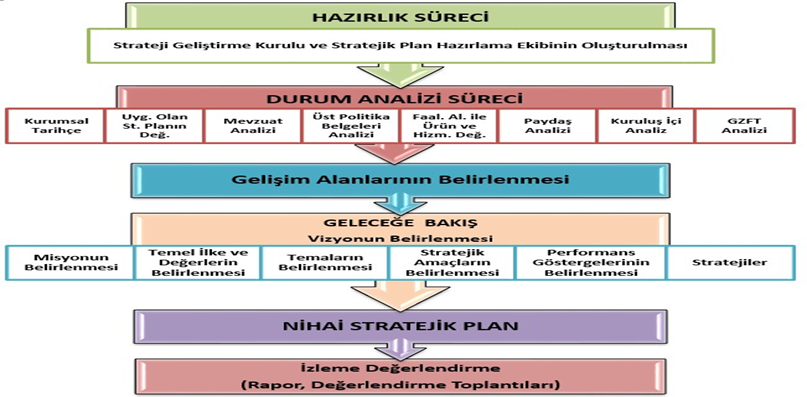 HAZIRLIK SÜRECİ
Strateji Geliştirme Kurulu ve Stratejik Plan Hazırlama Ekibinin Oluşturulması
DURUM ANALİZİ SÜRECİ
Kurumsal
Tarihçe
Uyg. Olan
St. Planın
Değ.
Mevzuat
Analizi
Üst Politika
Belgeleri
Analizi
Faal. Al. ile
Ürün ve
Hizm. Değ.
Paydaş
Analizi
Kuruluş İçi
Analiz
GZFT
Analizi
Gelişim Alanlarının Belirlenmesi
GELECEĞE BAKIŞ
Vizyonun Belirlenmesi
Misyonun
Belirlenmesi
Temel İlke ve
Değerlerin
Belirlenmesi
Temaların
Belirlenmesi
Stratejik
Amaçların
Belirlenmesi
Performans
Göstergelerinin
Belirlenmesi
Stratejiler
NİHAİ STRATEJİK PLAN
İzleme Değerlendirme
(Rapor, Değerlendirme Toplantıları)